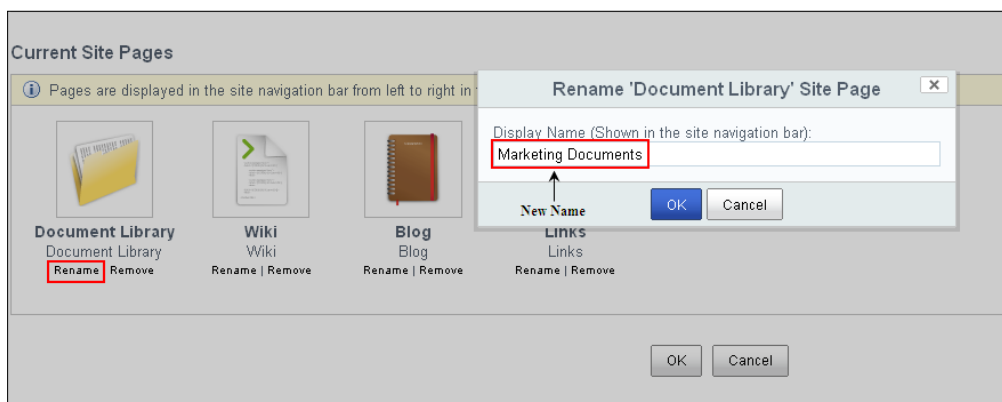 Current Site Pages
Pages are displayed in the site navigation bar from left to right in
Rename 'Document Library' Site Page
Display Name (Shown in the site navigation bar):
Marketing Documents
New Name
OK Cancel
Document Library Wiki Blog Links
Document Library Wiki Blog Links
Rename | Remove Rename | Remove Rename | Remove Rename | Remove
OK Cancel